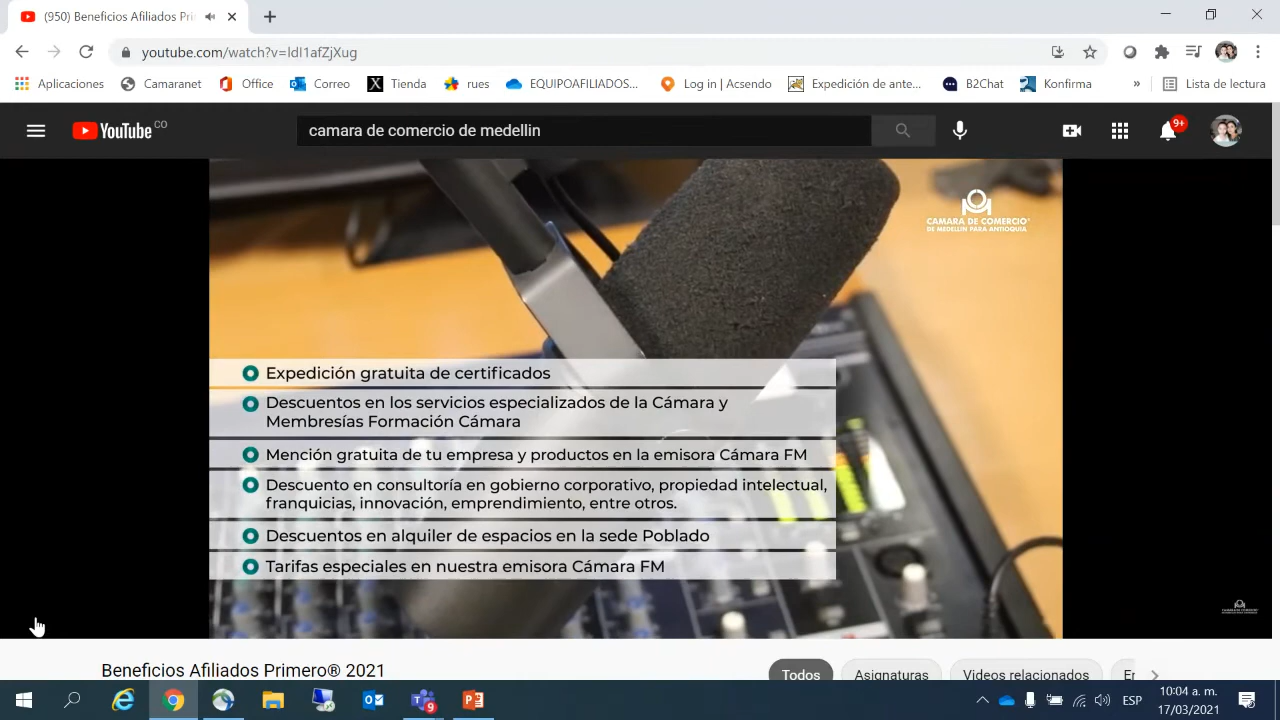 (950) Beneficios Afiliados Pri
youtube.com/watch?v=IdI1afZjXug
Aplicaciones
Camaranet
Office
Correo
Tienda
rues
EQUIPOAFILIADOS...
Log in | Acsendo
Expedición de ante...
B2Chat
Konfirma
»
Lista de lectura
YouTube CO
camara de comercio de medellin
9+
CAMARA DE COMERCIO®
DE MEDELLIN PARA ANTIOQUIA
Expedición gratuita de certificados
Descuentos en los servicios especializados de la Cámara y
Membresías Formación Cámara
Mención gratuita de tu empresa y productos en la emisora Cámara FM
Descuento en consultoría en gobierno corporativo, propiedad intelectual,
franquicias, innovación, emprendimiento, entre otros.
Descuentos en alquiler de espacios en la sede Poblado
Tarifas especiales en nuestra emisora Cámara FM
Beneficios Afiliados Primero® 2021
Todos
Asignaturas
Videos relacionados
9
ESP
10:04 a. m.
17/03/2021